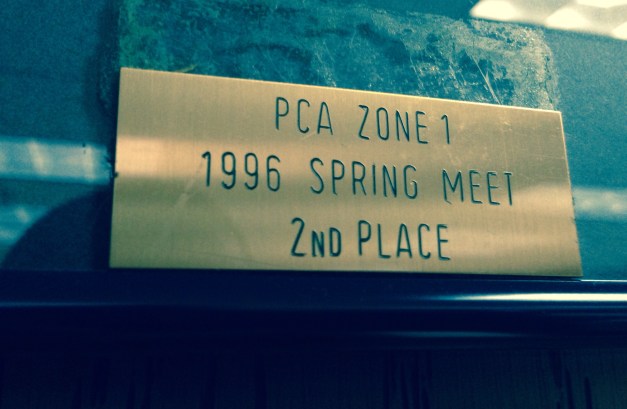 PCA ZONE 1
1996 SPRING MEET
2ND PLACE